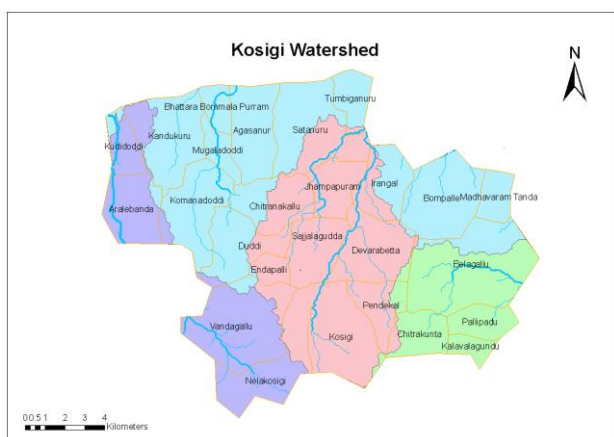 Kosigi Watershed
N
Tumbiganuru
Bhattara Bommala Purram
Agasanur
Satanuru
Kudidoddi
Kandukuru
Mugaladoddi
Jhampapuram
Irangal
Komanadoddi
Bompalle
Madhavaram Tanda
Aralebanda
Chitranakallu
Sajjalagudda
Duddi
Devarabetta
Endapalli
Belagallu
Pendekal
Vandagallu
Pallipadu
Kosigi
Chitrakunta
Kalavalagundu
Nelakosigi
0 0.5 1 2 3 4
Kilometers